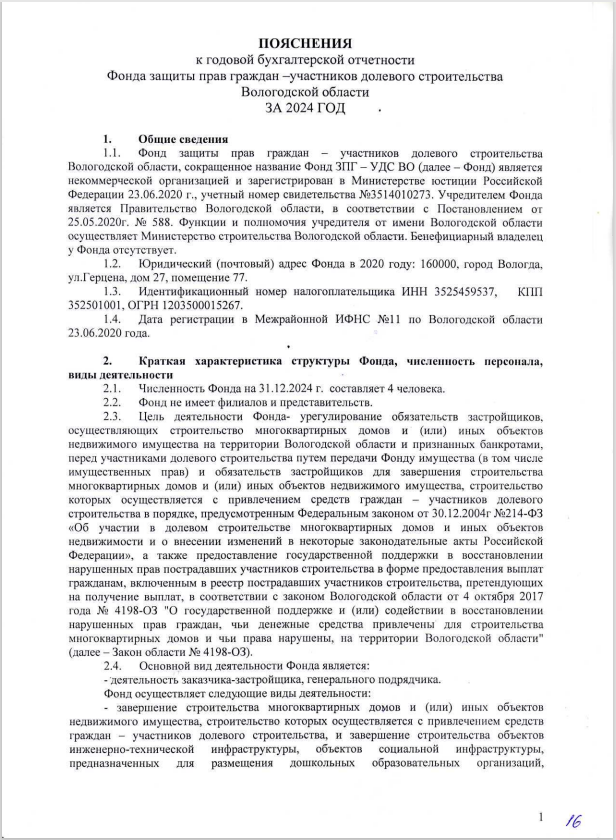 ПОЯСНЕНИЯ
к годовой бухгалтерской отчетности
Фонда защиты прав граждан –участников долевого строительства
Вологодской области
ЗА 2024 ГОД
1. Общие сведения
1.1. Фонд защиты прав граждан – участников долевого строительства
Вологодской области, сокращенное название Фонд ЗПГ – УДС ВО (далее – Фонд) является
некоммерческой организацией и зарегистрирован в Министерстве юстиции Российской
Федерации 23.06.2020 г., учетный номер свидетельства №3514010273. Учредителем Фонда
является Правительство Вологодской области, в соответствии с Постановлением от
25.05.2020г. № 588. Функции и полномочия учредителя от имени Вологодской области
осуществляет Министерство строительства Вологодской области. Бенефициарный владелец
у Фонда отсутствует.
1.2. Юридический (почтовый) адрес Фонда в 2020 году: 160000, город Вологда,
ул.Герцена, дом 27, помещение 77.
1.3. Идентификационный номер налогоплательщика ИНН 3525459537, КПП
352501001, ОГРН 1203500015267.
1.4. Дата регистрации в Межрайонной ИФНС №11 по Вологодской области
23.06.2020 года.
2. Краткая характеристика структуры Фонда, численность персонала,
виды деятельности
2.1. Численность Фонда на 31.12.2024 г. составляет 4 человека.
2.2. Фонд не имеет филиалов и представительств.
2.3. Цель деятельности Фонда- урегулирование обязательств застройщиков,
осуществляющих строительство многоквартирных домов и (или) иных объектов
недвижимого имущества на территории Вологодской области и признанных банкротами,
перед участниками долевого строительства путем передачи Фонду имущества (в том числе
имущественных прав) и обязательств застройщиков для завершения строительства
многоквартирных домов и (или) иных объектов недвижимого имущества, строительство
которых осуществляется с привлечением средств граждан – участников долевого
строительства в порядке, предусмотренным Федеральным законом от 30.12.2004г №214-ФЗ
«Об участии в долевом строительстве многоквартирных домов и иных объектов
недвижимости и о внесении изменений в некоторые законодательные акты Российской
Федерации», а также предоставление государственной поддержки в восстановлении
нарушенных прав пострадавших участников строительства в форме предоставления выплат
гражданам, включенным в реестр пострадавших участников строительства, претендующих
на получение выплат, в соответствии с законом Вологодской области от 4 октября 2017
года № 4198-ОЗ "О государственной поддержке и (или) содействии в восстановлении
нарушенных прав граждан, чьи денежные средства привлечены для строительства
многоквартирных домов и чьи права нарушены, на территории Вологодской области"
(далее – Закон области № 4198-ОЗ).
2.4. Основной вид деятельности Фонда является:
- деятельность заказчика-застройщика, генерального подрядчика.
Фонд осуществляет следующие виды деятельности:
- завершение строительства многоквартирных домов и (или) иных объектов
недвижимого имущества, строительство которых осуществляется с привлечением средств
граждан – участников долевого строительства, и завершение строительства объектов
инженерно-технической инфраструктуры, объектов социальной инфраструктуры,
предназначенных для размещения дошкольных образовательных организаций,
1
16